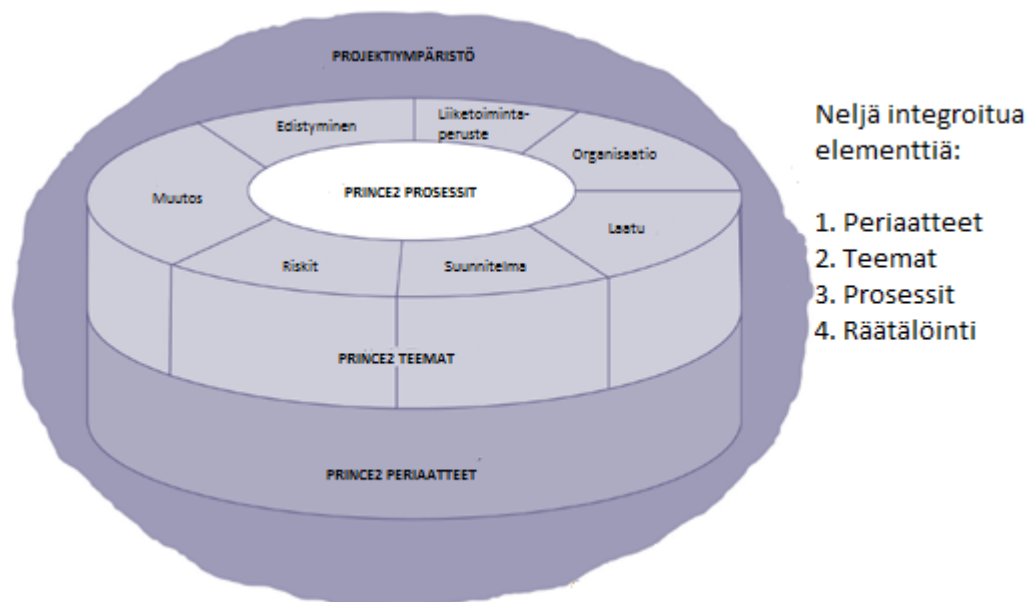 PROJEKTIYMPÄRISTÖ
Edistyminen
Liiketoiminta-
peruste
Organisaatio
Muutos
PRINCE2 PROSESSIT
Laatu
Riskit
Suunnitelma
PRINCE2 TEEMAT
PRINCE2 PERIAATTEET
Neljä integroitua
elementtiä:
1. Periaatteet
2. Teemat
3. Prosessit
4. Räätälöinti